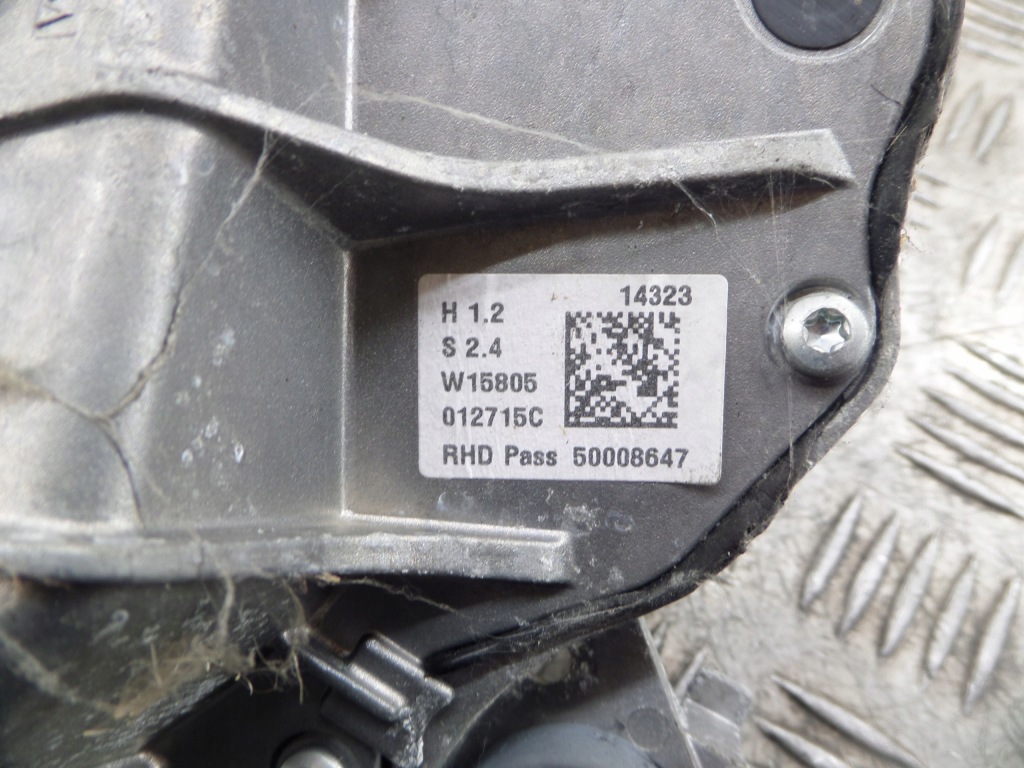 14323
H 1.2
S 2.4
W15805
012715C
RHD Pass 50008647